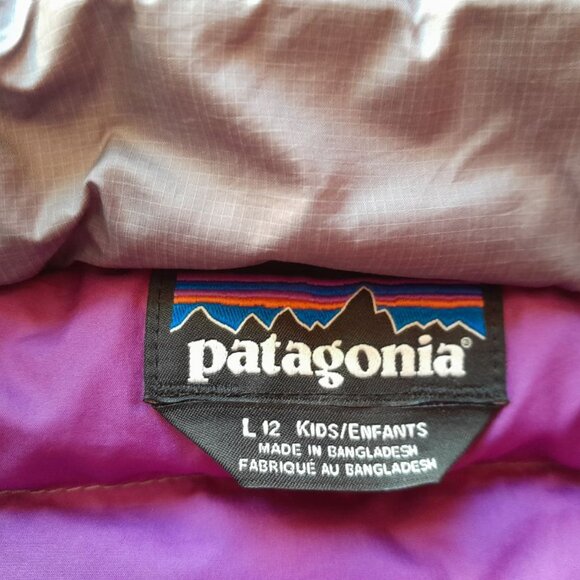 patagonia®
L 12 KIDS/ENFANTS
MADE IN BANGLADESH
FABRIQUÉ AU BANGLADESH